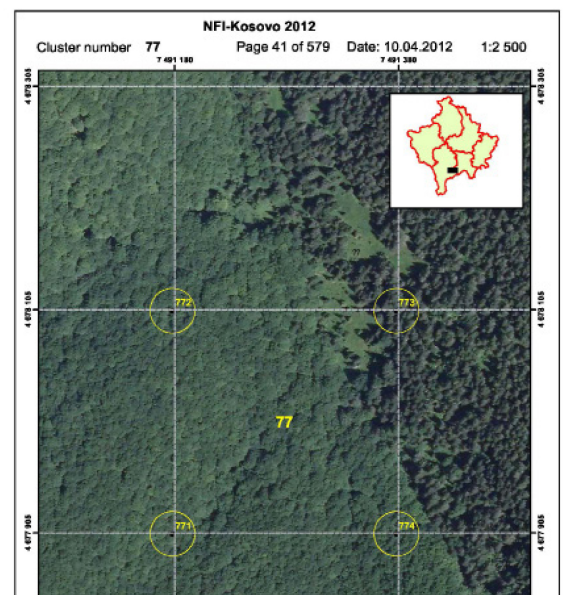 NFI-Kosovo 2012
Cluster number 77 Page 41 of 579 Date: 10.04.2012 1:2 500
7 491 180 7 491 380
4 678 305 4 678 305
772 773
4 678 105 4 678 105
77
771 774
4 677 905 4 677 905